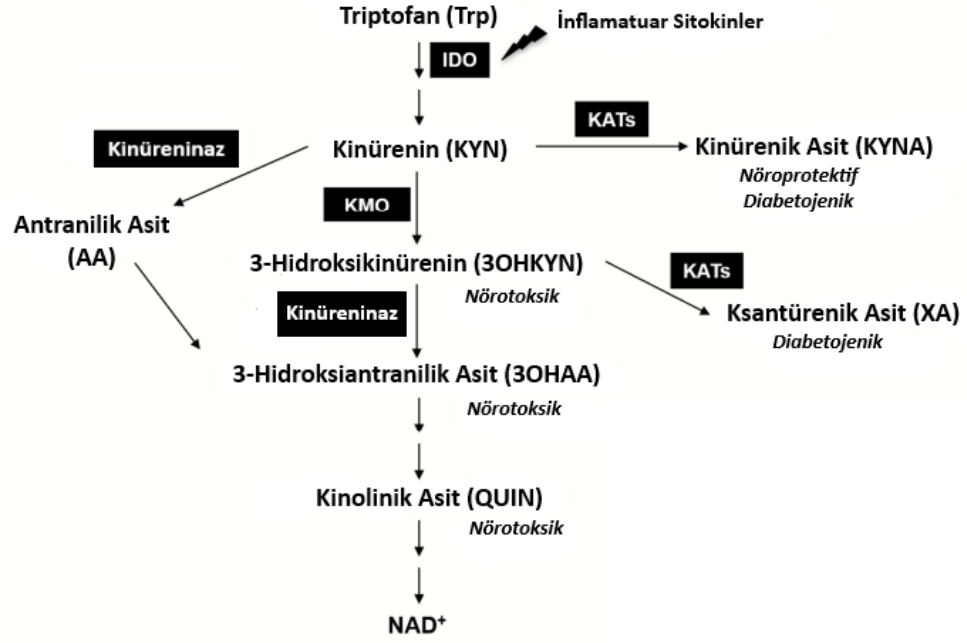 Triptofan (Trp)
İnflamatuar Sitokinler
IDO
KATs
Kinüreninaz
Kinürenin (KYN)
Kinürenik Asit (KYNA)
Nöroprotektif
Diabetojenik
KMO
Antranilik Asit
(AA)
3-Hidroksikinürenin (3OHKYN)
Nörotoksik
KATs
Kinüreninaz
Ksantürenik Asit (XA)
Diabetojenik
3-Hidroksiantranilik Asit (3OHAA)
Nörotoksik
Kinolinik Asit (QUIN)
Nörotoksik
NAD⁺